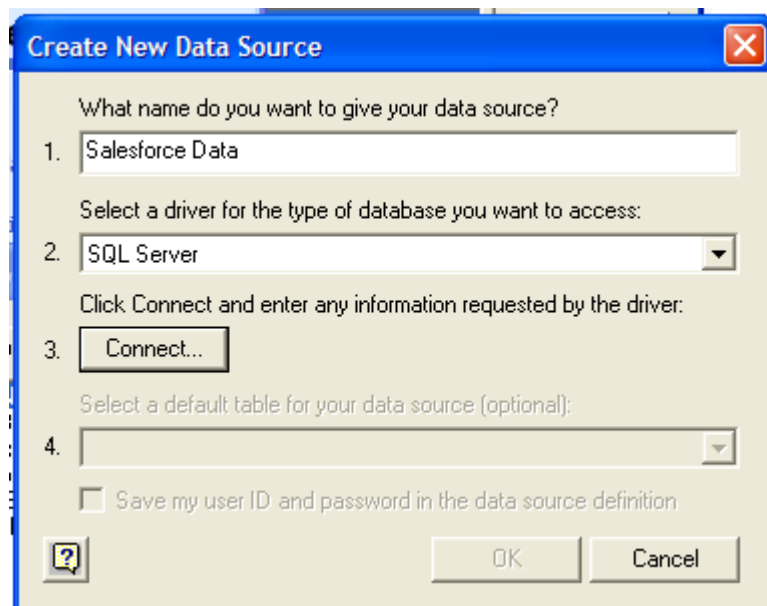 Create New Data Source
What name do you want to give your data source?
1. Salesforce Data
Select a driver for the type of database you want to access:
2. SQL Server
Click Connect and enter any information requested by the driver:
3. Connect...
Select a default table for your data source (optional):
4.
Save my user ID and password in the data source definition
OK Cancel